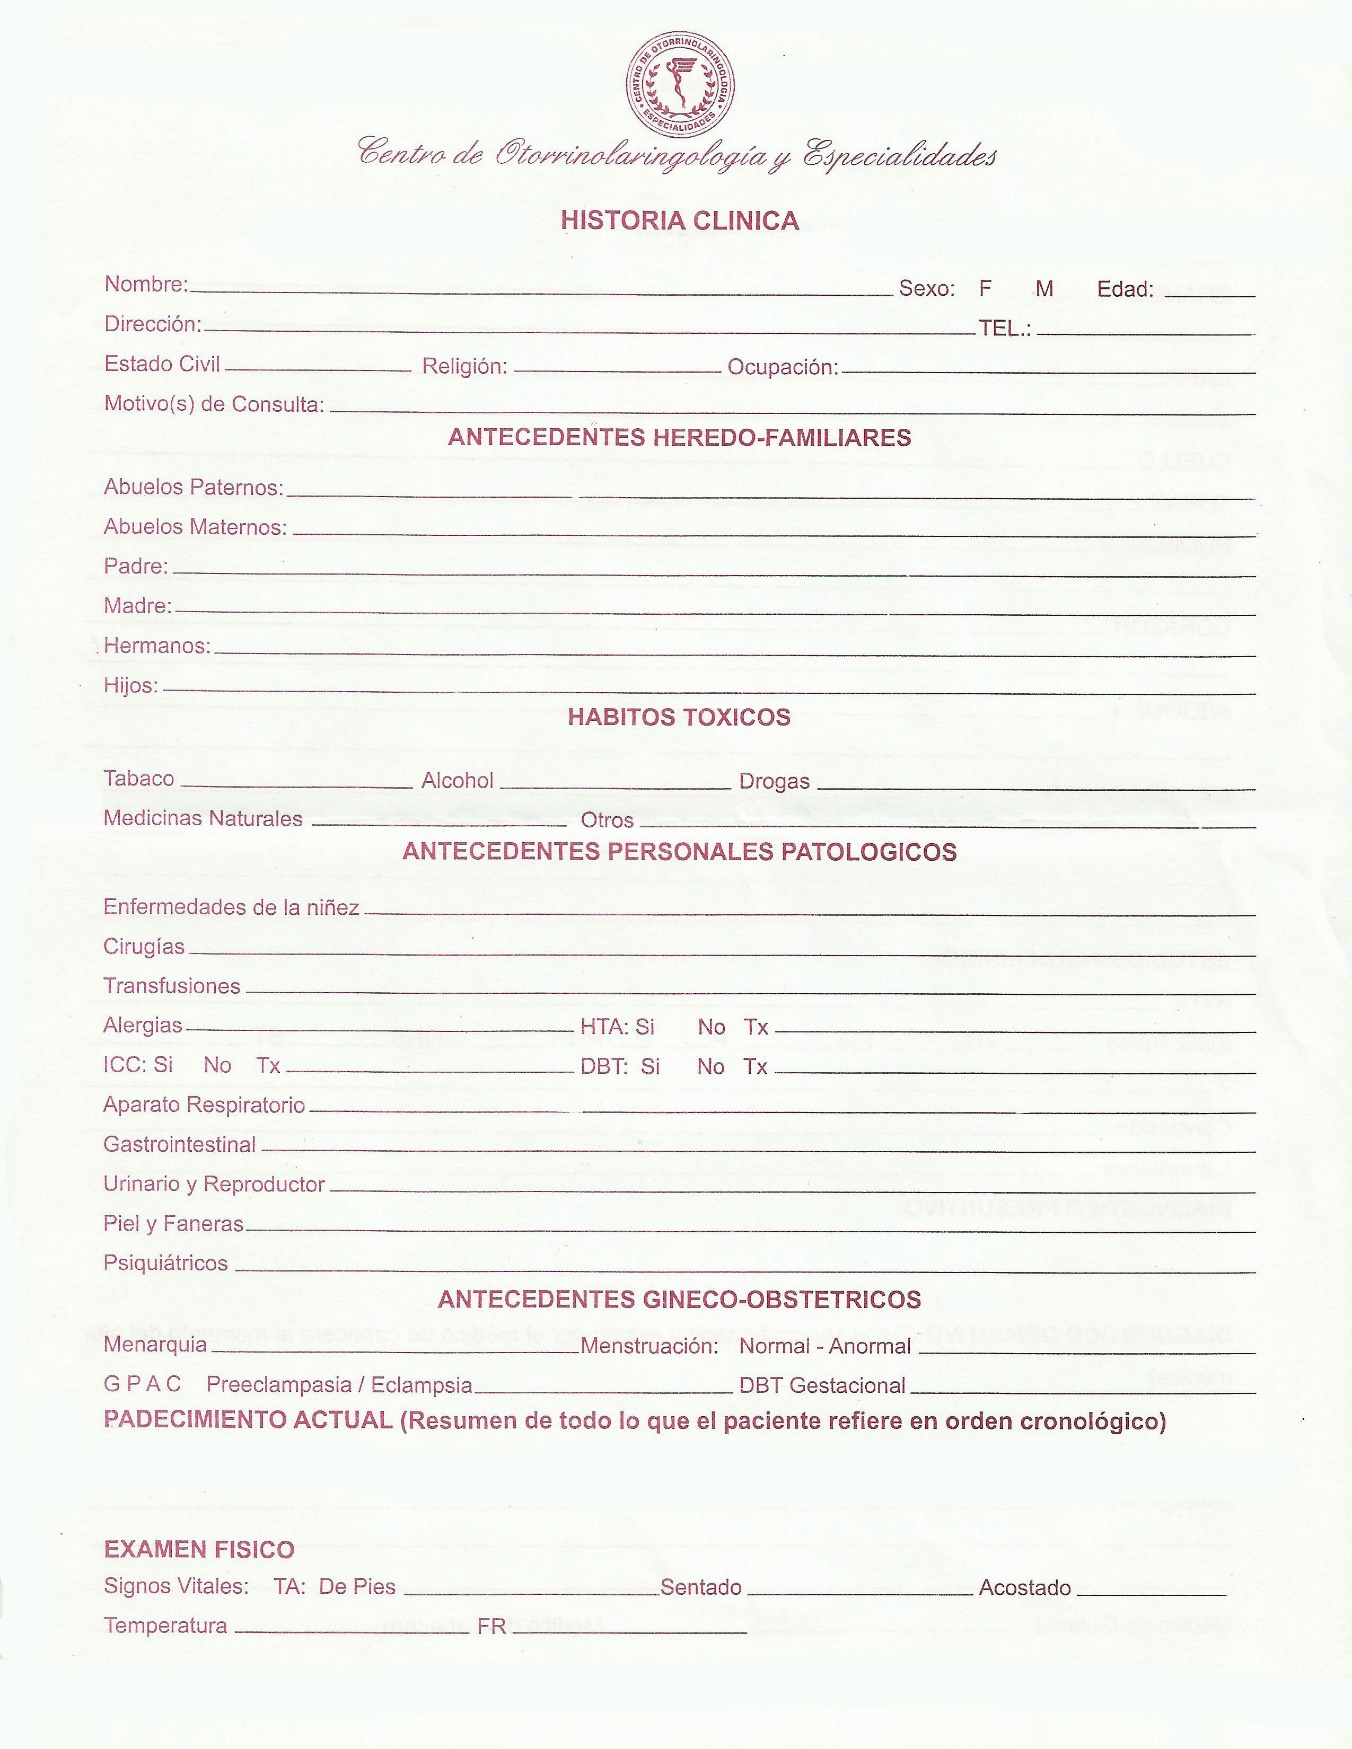 CENTRO DE OTORRINOLARINGOLOGIA
ESPECIALIDADES
Centro de Otorrinolaringología y Especialidades
HISTORIA CLINICA
Nombre: Sexo: F M Edad:
Dirección: TEL.:
Estado Civil Religión: Ocupación:
Motivo(s) de Consulta:
ANTECEDENTES HEREDO-FAMILIARES
Abuelos Paternos:
Abuelos Maternos:
Padre:
Madre:
Hermanos:
Hijos:
HABITOS TOXICOS
Tabaco Alcohol Drogas
Medicinas Naturales Otros
ANTECEDENTES PERSONALES PATOLOGICOS
Enfermedades de la niñez
Cirugías
Transfusiones
Alergias HTA: Si No Tx
ICC: Si No Tx DBT: Si No Tx
Aparato Respiratorio
Gastrointestinal
Urinario y Reproductor
Piel y Faneras
Psiquiátricos
ANTECEDENTES GINECO-OBSTETRICOS
Menarquia Menstruación: Normal - Anormal
G P A C Preeclampasia / Eclampsia DBT Gestacional
PADECIMIENTO ACTUAL (Resumen de todo lo que el paciente refiere en orden cronológico)
EXAMEN FISICO
Signos Vitales: TA: De Pies Sentado Acostado
Temperatura FR